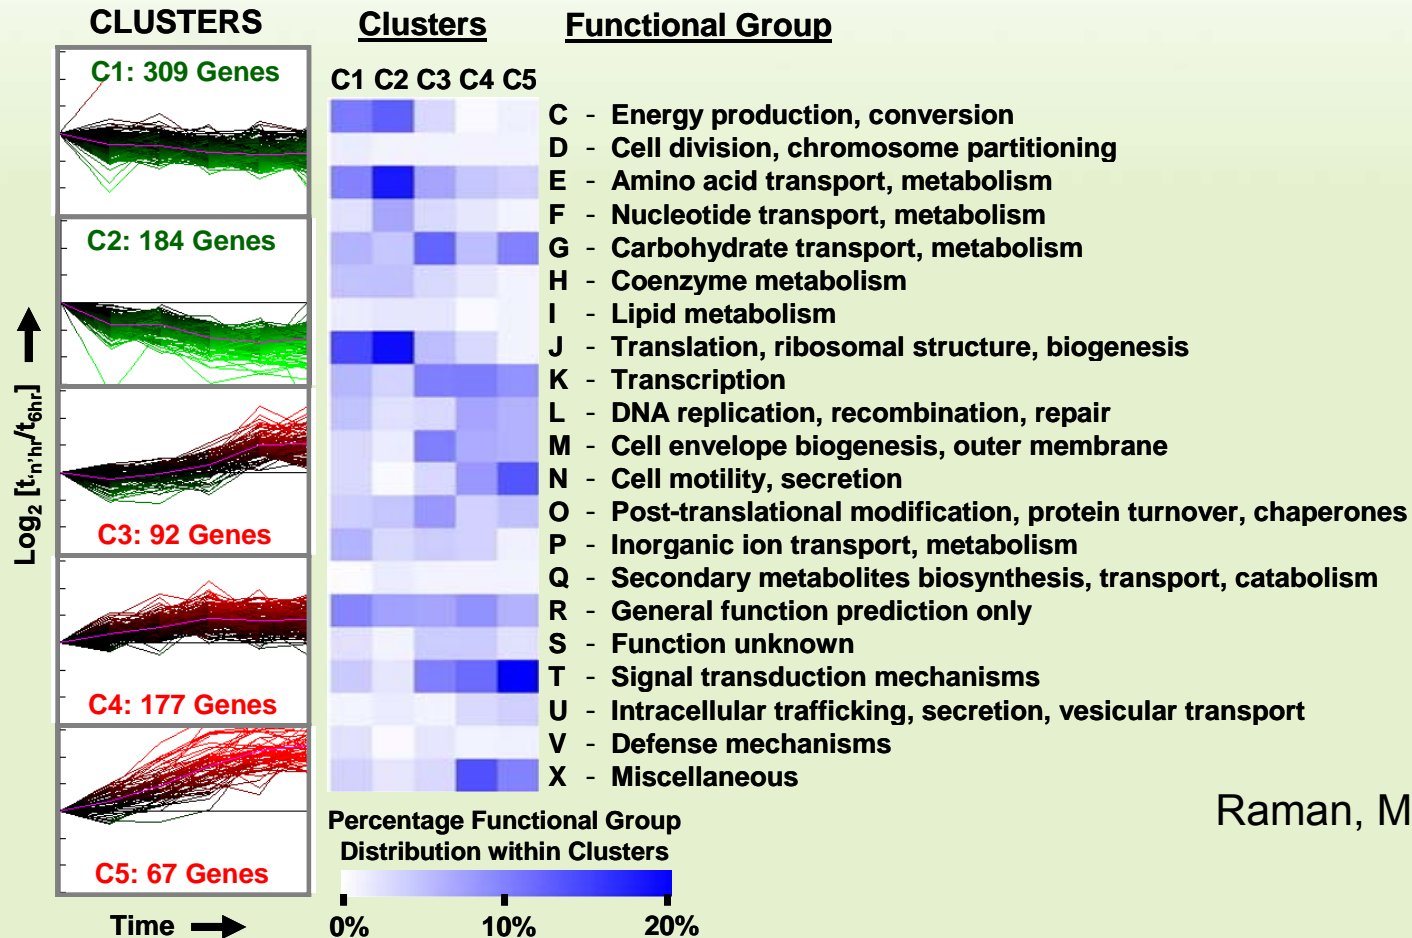 CLUSTERS
C1: 309 Genes
C2: 184 Genes
C3: 92 Genes
C4: 177 Genes
C5: 67 Genes
Log2 [t'n'hr/t6hr]
Time
Clusters
C1 C2 C3 C4 C5
Functional Group
C - Energy production, conversion
D - Cell division, chromosome partitioning
E - Amino acid transport, metabolism
F - Nucleotide transport, metabolism
G - Carbohydrate transport, metabolism
H - Coenzyme metabolism
I - Lipid metabolism
J - Translation, ribosomal structure, biogenesis
K - Transcription
L - DNA replication, recombination, repair
M - Cell envelope biogenesis, outer membrane
N - Cell motility, secretion
O - Post-translational modification, protein turnover, chaperones
P - Inorganic ion transport, metabolism
Q - Secondary metabolites biosynthesis, transport, catabolism
R - General function prediction only
S - Function unknown
T - Signal transduction mechanisms
U - Intracellular trafficking, secretion, vesicular transport
V - Defense mechanisms
X - Miscellaneous
Percentage Functional Group
Distribution within Clusters
0% 10% 20%
Raman, M